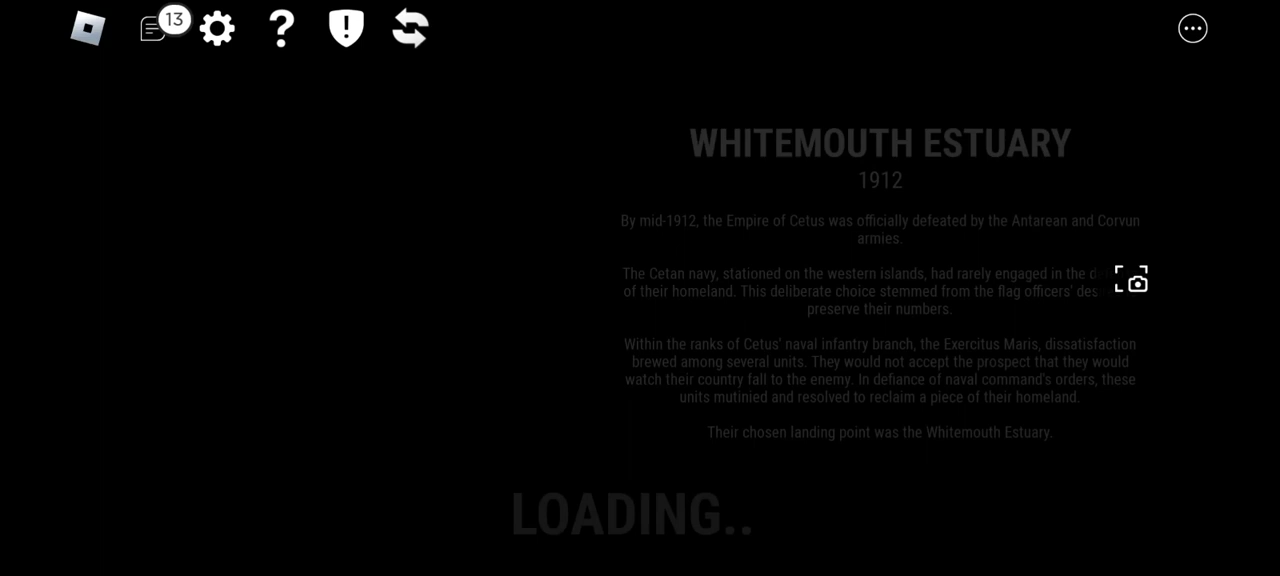 13
WHITEMOUTH ESTUARY
1912
By mid-1912, the Empire of Cetus was officially defeated by the Antarean and Corvun
armies.
The Cetan navy, stationed on the western islands, had rarely engaged in the
of their homeland. This deliberate choice stemmed from the flag officers'
preserve their numbers.
Within the ranks of Cetus' naval infantry branch, the Exercitus Maris, dissatisfaction
brewed among several units. They would not accept the prospect that they would
watch their country fall to the enemy. In defiance of naval command's orders, these
units mutinied and resolved to reclaim a piece of their homeland.
Their chosen landing point was the Whitemouth Estuary.
LOADING..